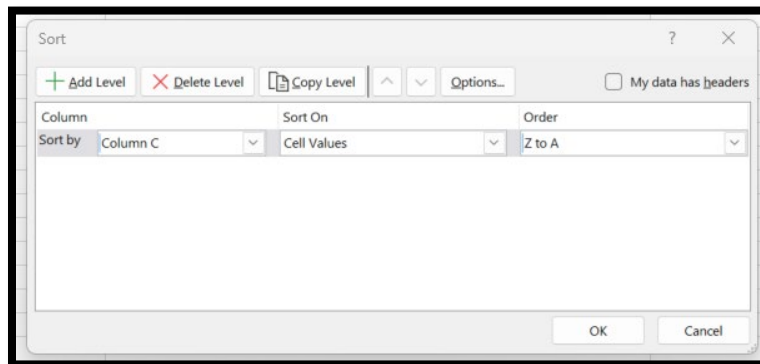 Sort ?
Add Level Delete Level Copy Level Options... My data has headers
Column Sort On Order
Sort by Column C Cell Values Z to A
OK Cancel